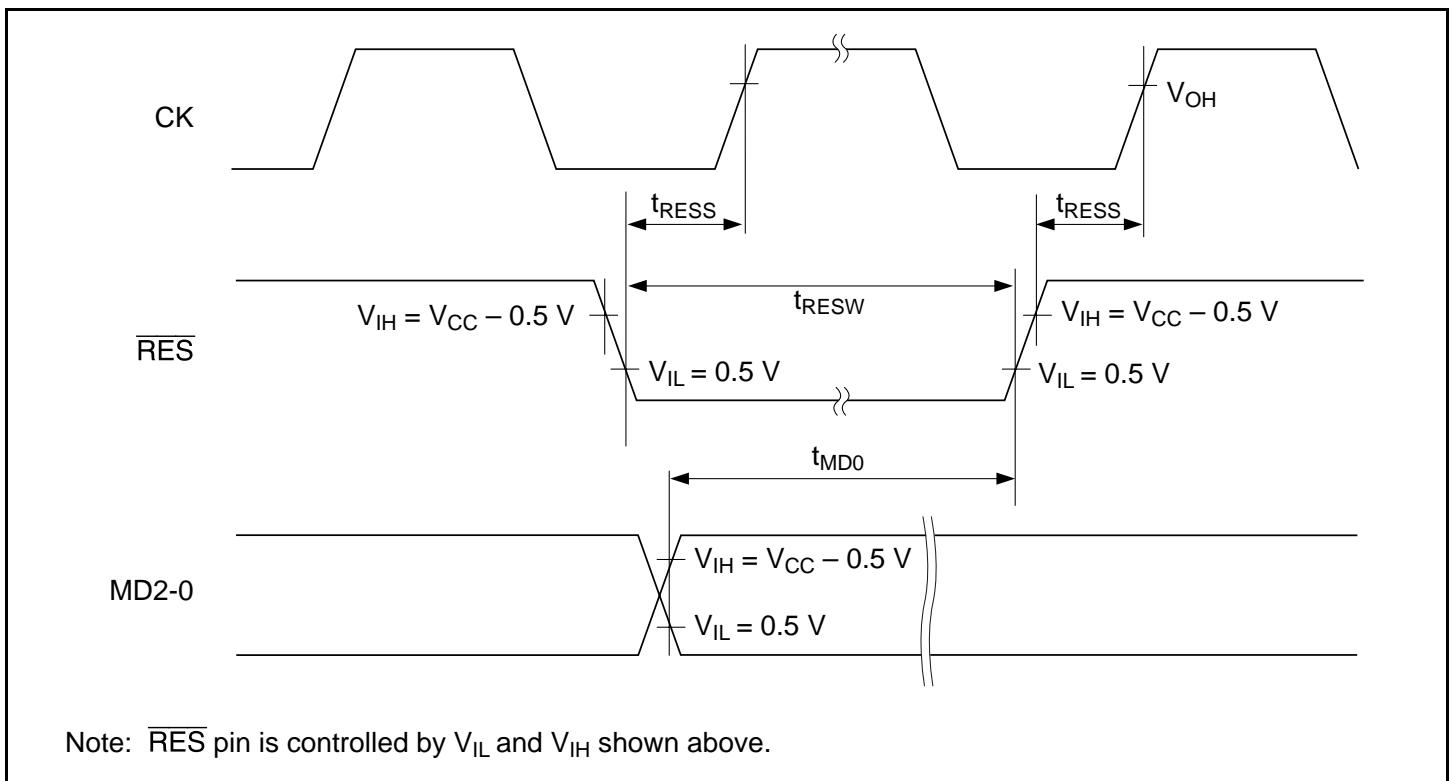 CK
V_OH
t_RESS
t_RESS
t_RESW
V_IH = V_CC – 0.5 V
V_IH = V_CC – 0.5 V
R̅E̅S̅
V_IL = 0.5 V
V_IL = 0.5 V
t_MD0
V_IH = V_CC – 0.5 V
MD2-0
V_IL = 0.5 V
Note: R̅E̅S̅ pin is controlled by V_IL and V_IH shown above.